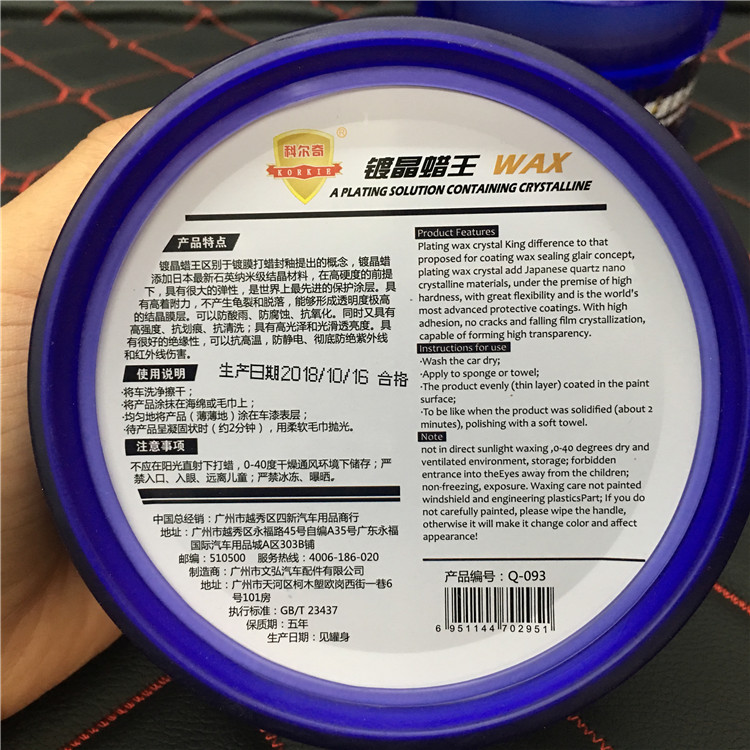 科尔奇®
KORKIE
镀晶蜡王 WAX
A PLATING SOLUTION CONTAINING CRYSTALLINE
产品特点
镀晶蜡王区别于镀膜打蜡封釉提出的概念，镀晶蜡
添加日本最新石英纳米级结晶材料，在高硬度的前提
下，具有很大的弹性，是世界上最先进的保护涂层。具
有高着附力，不产生龟裂和脱落，能够形成透明度极高
的结晶膜层。可以防酸雨、防腐蚀、抗氧化。同时又具有
高强度、抗划痕、抗清洗；具有高光泽和光滑透亮度。具
有很好的绝缘性，可以抗高温，防静电、彻底防绝紫外线
和红外线伤害。
使用说明
生产日期2018/10/16 合格
·将车洗净擦干；
·将产品涂抹在海绵或毛巾上；
·均匀地将产品（薄薄地）涂在车漆表层；
·待产品呈凝固状时（约2分钟），用柔软毛巾抛光。
注意事项
不应在阳光直射下打蜡，0-40度干燥通风环境下储存；严
禁入口、入眼、远离儿童；严禁冰冻、曝晒。
中国总经销：广州市越秀区四新汽车用品商行
地址：广州市越秀区永福路45号自编A35号广东永福
国际汽车用品城A区303B铺
邮编：510500 服务热线：4006-186-020
制造商：广州市文弘汽车配件有限公司
地址：广州市天河区柯木塱欧岗西街一巷6
号101房
执行标准：GB/T 23437
保质期：五年
生产日期：见罐身
Product Features
Plating wax crystal King difference to that
proposed for coating wax sealing glair concept,
plating wax crystal add Japanese quartz nano
crystalline materials, under the premise of high
hardness, with great flexibility and is the world's
most advanced protective coatings. With high
adhesion, no cracks and falling film crystallization,
capable of forming high transparency.
Instructions for use
·Wash the car dry;
·Apply to sponge or towel;
·The product evenly (thin layer) coated in the paint
surface;
·To be like when the product was solidified (about 2
minutes), polishing with a soft towel.
Note
not in direct sunlight waxing ,0-40 degrees dry and
ventilated environment, storage; forbidden
entrance into theEyes away from the children;
non-freezing, exposure. Waxing care not painted
windshield and engineering plasticsPart; If you do
not carefully painted, please wipe the handle,
otherwise it will make it change color and affect
appearance!
产品编号：Q-093
6 951144 702951